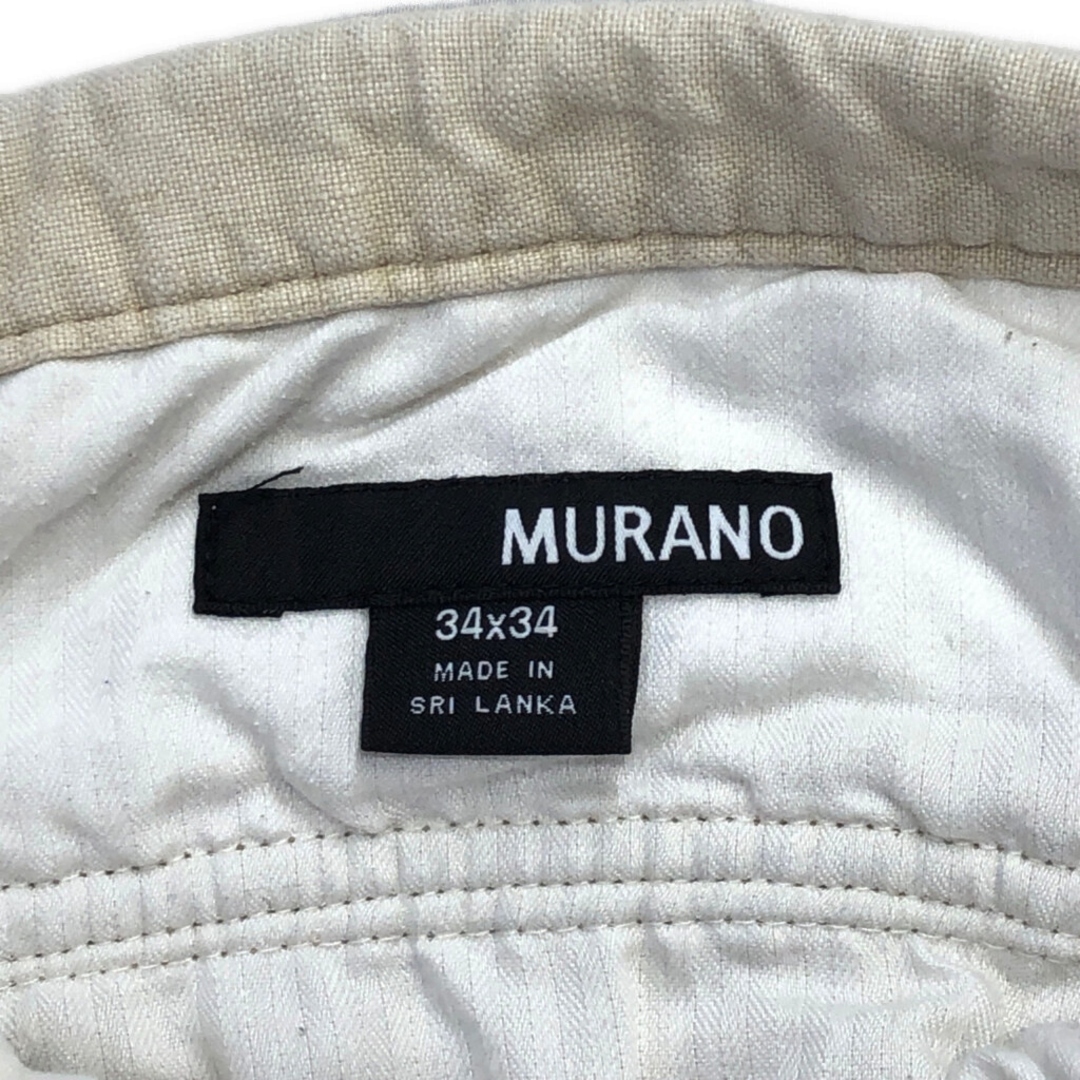 MURANO
34x34
MADE IN
SRI LANKA